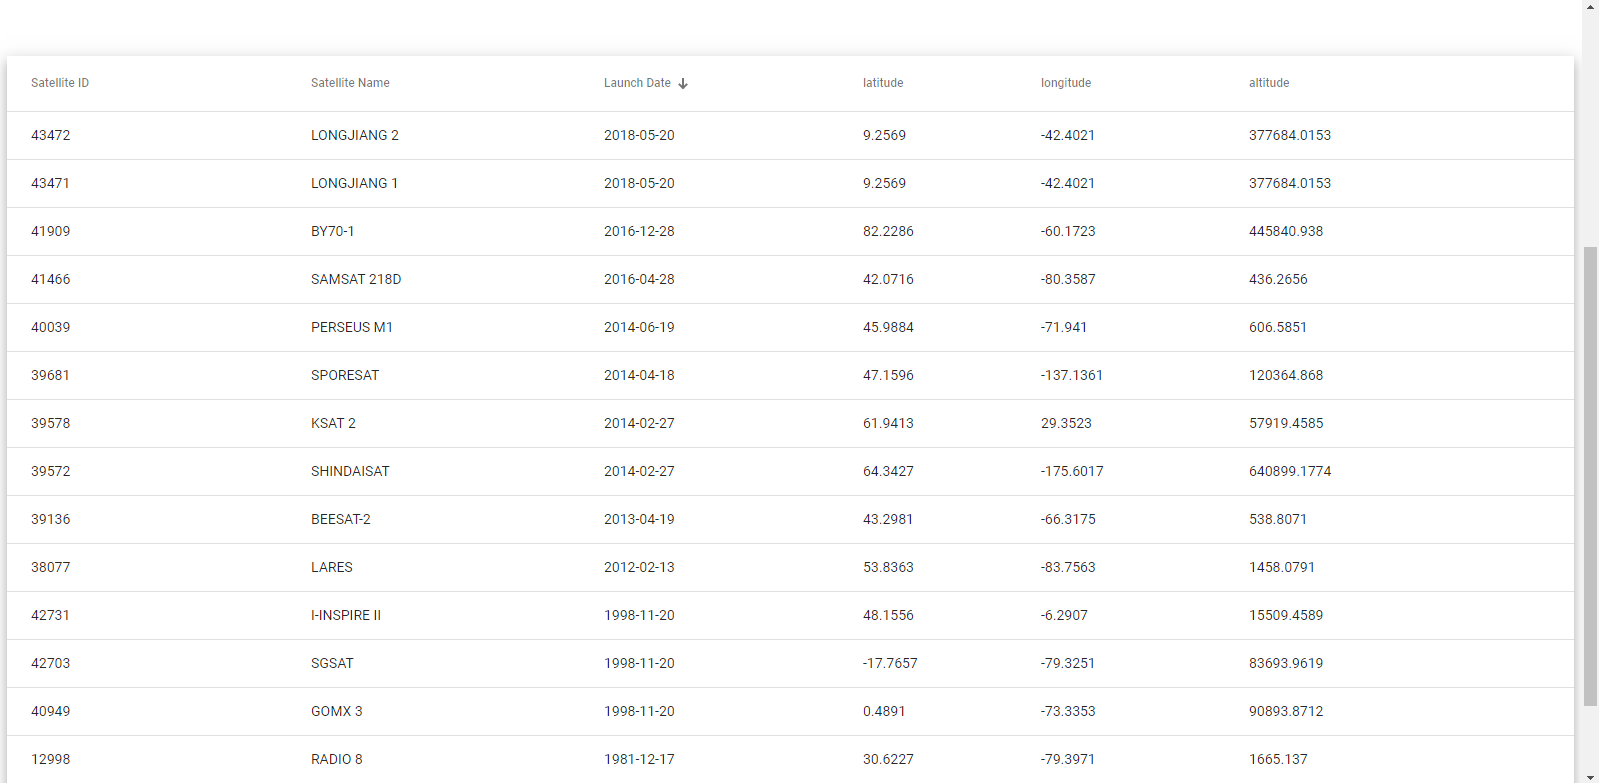 Satellite ID Satellite Name Launch Date latitude longitude altitude
43472 LONGJIANG 2 2018-05-20 9.2569 -42.4021 377684.0153
43471 LONGJIANG 1 2018-05-20 9.2569 -42.4021 377684.0153
41909 BY70-1 2016-12-28 82.2286 -60.1723 445840.938
41466 SAMSAT 218D 2016-04-28 42.0716 -80.3587 436.2656
40039 PERSEUS M1 2014-06-19 45.9884 -71.941 606.5851
39681 SPORESAT 2014-04-18 47.1596 -137.1361 120364.868
39578 KSAT 2 2014-02-27 61.9413 29.3523 57919.4585
39572 SHINDAISAT 2014-02-27 64.3427 -175.6017 640899.1774
39136 BEESAT-2 2013-04-19 43.2981 -66.3175 538.8071
38077 LARES 2012-02-13 53.8363 -83.7563 1458.0791
42731 I-INSPIRE II 1998-11-20 48.1556 -6.2907 15509.4589
42703 SGSAT 1998-11-20 -17.7657 -79.3251 83693.9619
40949 GOMX 3 1998-11-20 0.4891 -73.3353 90893.8712
12998 RADIO 8 1981-12-17 30.6227 -79.3971 1665.137